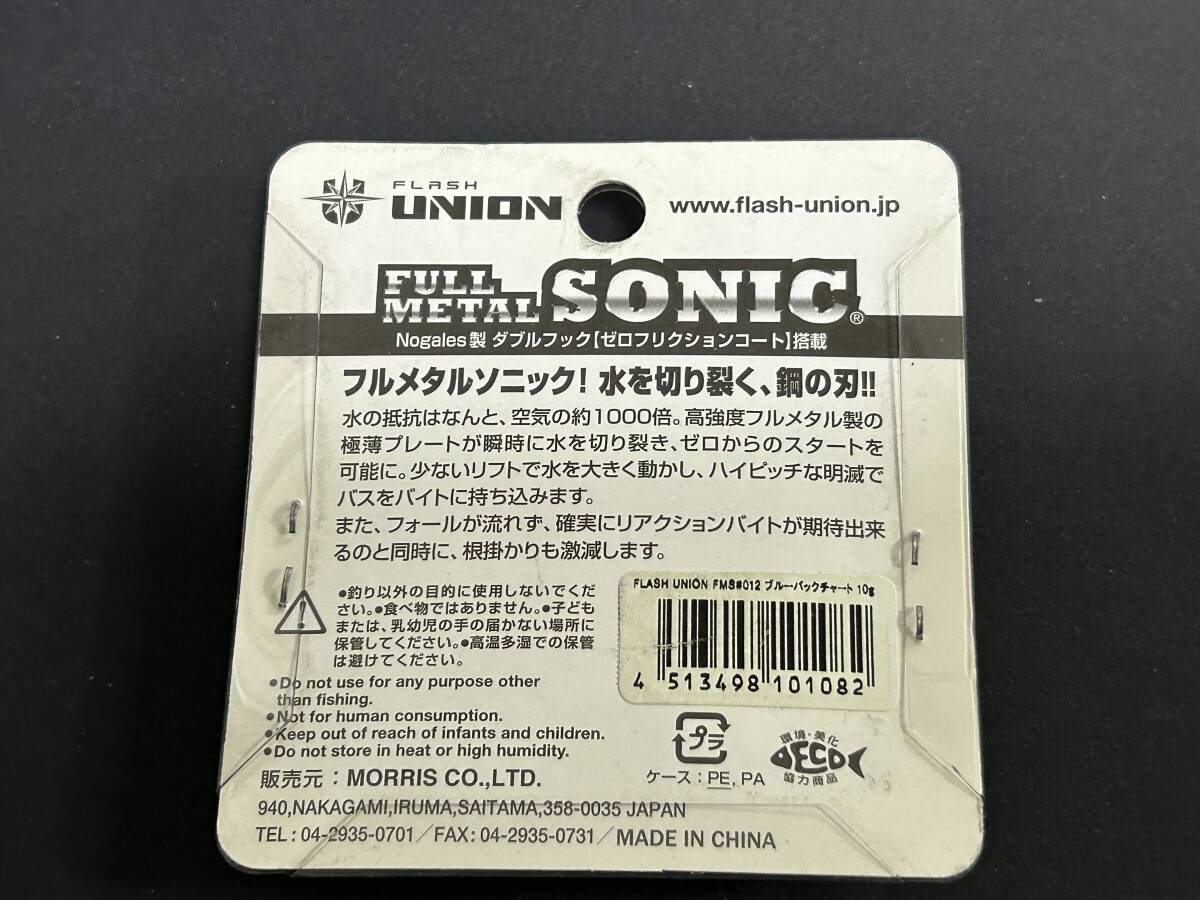 FLASH
UNION
www.flash-union.jp
FULL
METAL SONIC®
Nogales製 ダブルフック【ゼロフリクションコート】搭載
フルメタルソニック! 水を切り裂く、鋼の刃!!
水の抵抗はなんと、空気の約1000倍。高強度フルメタル製の
極薄プレートが瞬時に水を切り裂き、ゼロからのスタートを
可能に。少ないリフトで水を大きく動かし、ハイピッチな明滅で
バスをバイトに持ち込みます。
また、フォールが流れず、確実にリアクションバイトが期待出来
るのと同時に、根掛かりも激減します。
●釣り以外の目的に使用しないでくだ
さい。●食べ物ではありません。●子ども
または、乳幼児の手の届かない場所に
保管してください。●高温多湿での保管
は避けてください。
●Do not use for any purpose other
than fishing.
●Not for human consumption.
●Keep out of reach of infants and children.
●Do not store in heat or high humidity.
FLASH UNION FMS#012 ブルーバックチャート 10g
4 513498 101082
プラ
ケース : PE, PA
環境・美化
ECO
協力商品
販売元 : MORRIS CO.,LTD.
940,NAKAGAMI,IRUMA,SAITAMA,358-0035 JAPAN
TEL : 04-2935-0701/FAX : 04-2935-0731/MADE IN CHINA